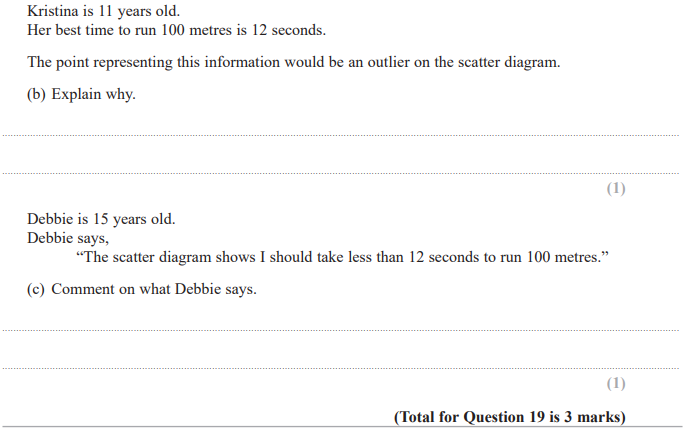 Kristina is 11 years old.
Her best time to run 100 metres is 12 seconds.
The point representing this information would be an outlier on the scatter diagram.
(b) Explain why.
(1)
Debbie is 15 years old.
Debbie says,
“The scatter diagram shows I should take less than 12 seconds to run 100 metres.”
(c) Comment on what Debbie says.
(1)
(Total for Question 19 is 3 marks)